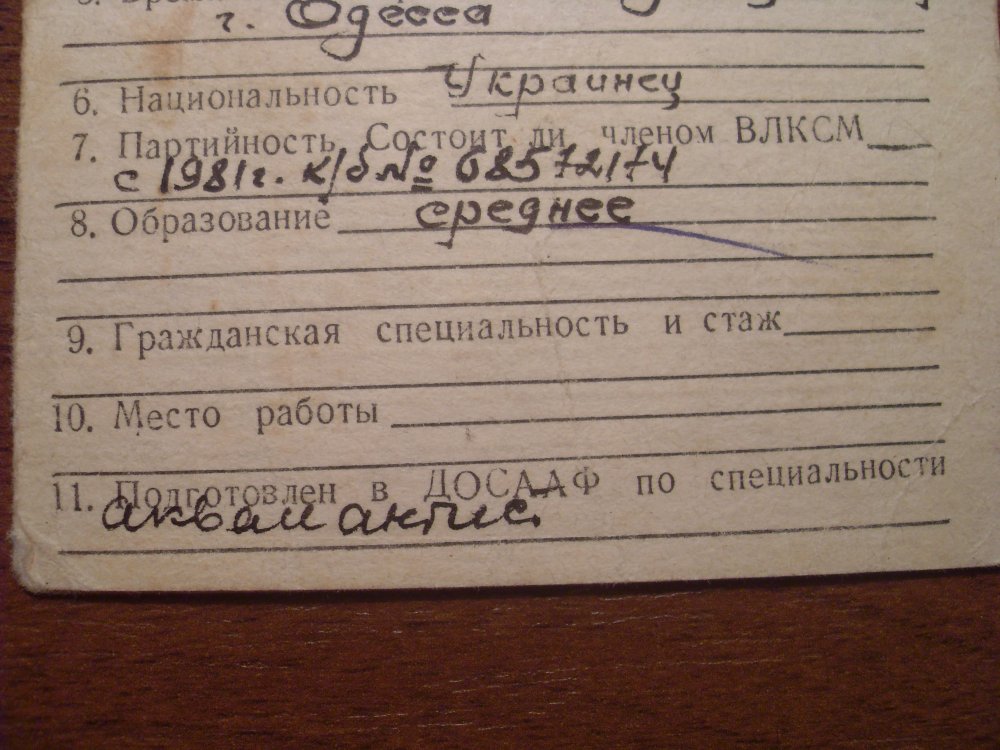 г. Одесса
6. Национальность Украинец
7. Партийность, Состоит ли членом ВЛКСМ
с 1981г. к/б № 68572174
8. Образование среднее
9. Гражданская специальность и стаж
10. Место работы
11. Подготовлен в ДОСААФ по специальности
аквалангист